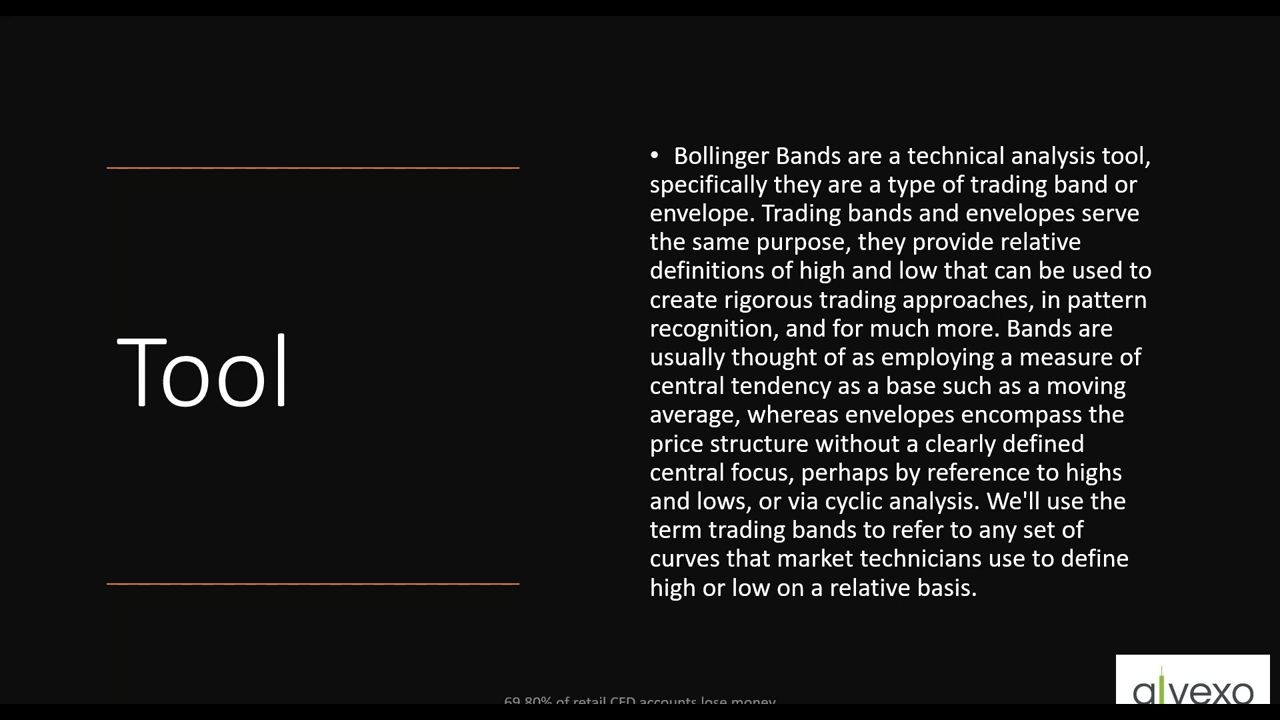 Tool
• Bollinger Bands are a technical analysis tool,
specifically they are a type of trading band or
envelope. Trading bands and envelopes serve
the same purpose, they provide relative
definitions of high and low that can be used to
create rigorous trading approaches, in pattern
recognition, and for much more. Bands are
usually thought of as employing a measure of
central tendency as a base such as a moving
average, whereas envelopes encompass the
price structure without a clearly defined
central focus, perhaps by reference to highs
and lows, or via cyclic analysis. We'll use the
term trading bands to refer to any set of
curves that market technicians use to define
high or low on a relative basis.
69.80% of retail CFD accounts lose money
alvexo